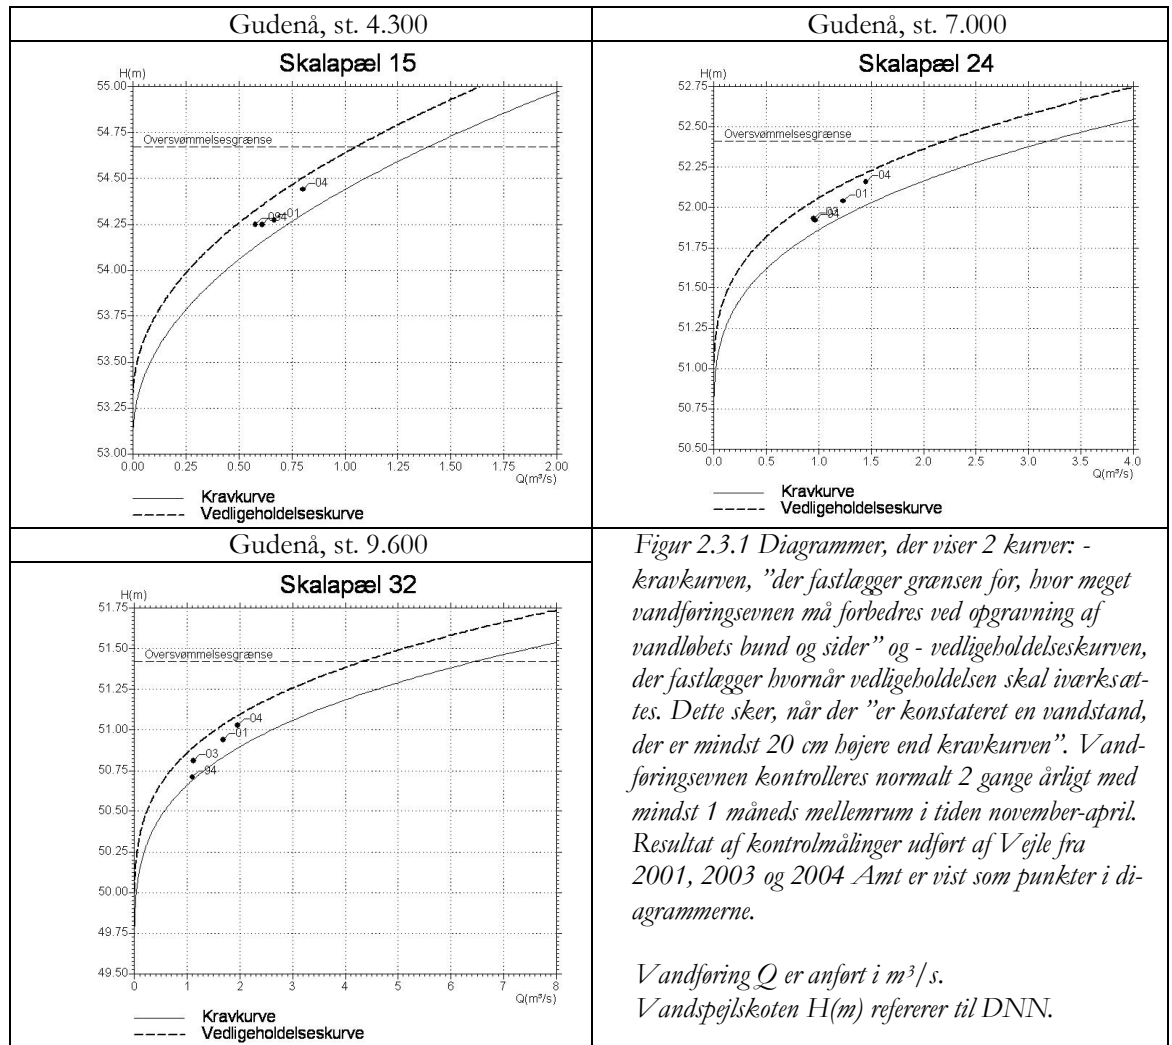 Gudenå, st. 4.300
Skalapæl 15
H(m)
55.00
54.75
54.50
54.25
54.00
53.75
53.50
53.25
53.00
Oversvømmelsesgrænse
-04
-01
0.00 0.25 0.50 0.75 1.00 1.25 1.50 1.75 2.00
Q(m³/s)
Kravkurve
Vedligeholdelseskurve
Gudenå, st. 7.000
Skalapæl 24
H(m)
52.75
52.50
52.25
52.00
51.75
51.50
51.25
51.00
50.75
50.50
Oversvømmelsesgrænse
-04
-01
0.0 0.5 1.0 1.5 2.0 2.5 3.0 3.5 4.0
Q(m³/s)
Kravkurve
Vedligeholdelseskurve
Gudenå, st. 9.600
Skalapæl 32
H(m)
51.75
51.50
51.25
51.00
50.75
50.50
50.25
50.00
49.75
49.50
Oversvømmelsesgrænse
-04
-01
-03
-94
0 1 2 3 4 5 6 7 8
Q(m³/s)
Kravkurve
Vedligeholdelseskurve
Figur 2.3.1 Diagrammer, der viser 2 kurver: -
kravkurven, ”der fastlægger grænsen for, hvor meget
vandføringsevnen må forbedres ved opgravning af
vandløbets bund og sider” og - vedligeholdelseskurven,
der fastlægger hvornår vedligeholdelsen skal iværksæt-
tes. Dette sker, når der ”er konstateret en vandstand,
der er mindst 20 cm højere end kravkurven”. Vand-
føringsevnen kontrolleres normalt 2 gange årligt med
mindst 1 måneds mellemrum i tiden november-april.
Resultat af kontrolmålinger udført af Vejle fra
2001, 2003 og 2004 Amt er vist som punkter i di-
agrammerne.
Vandføring Q er anført i m³/s.
Vandspejlskoten H(m) refererer til DNN.